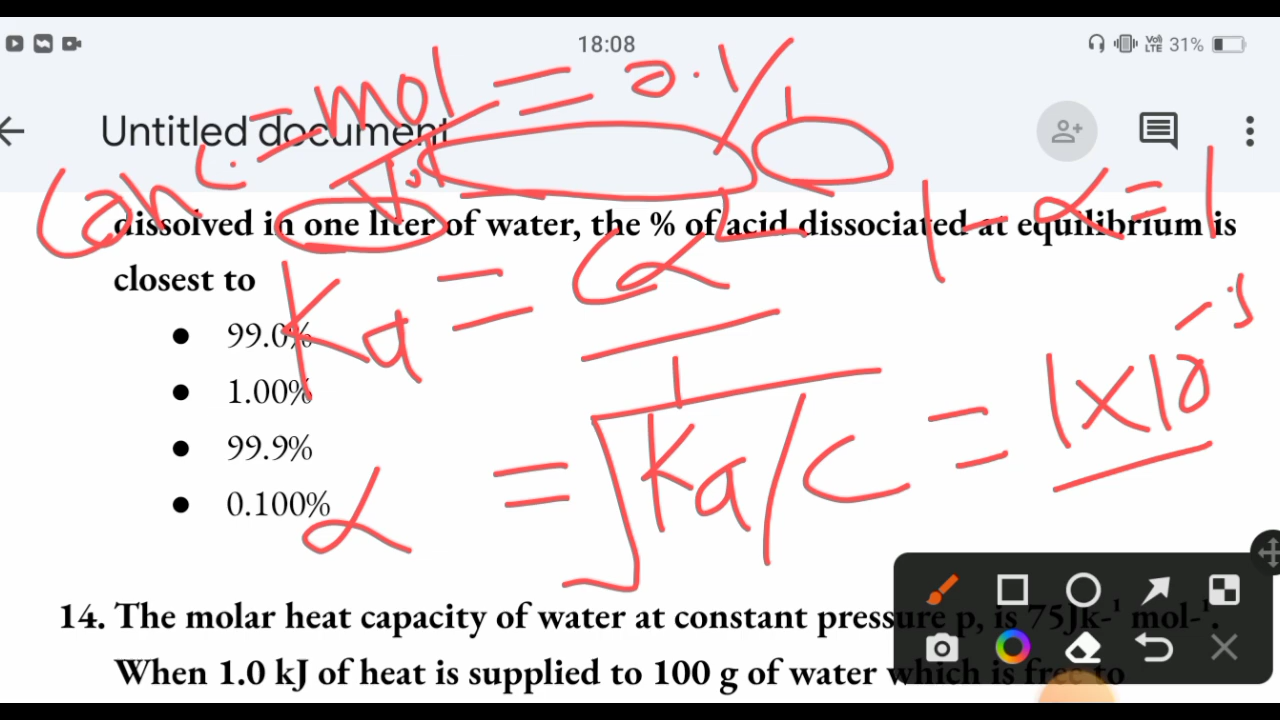 18:08
Vo) LTE 31%
Untitled document
Conc. = mol = 0.1
dissolved in one liter of water, the % of acid dissociated at equilibrium is
closest to
1 - α = 1
Ka = Cα²
1
● 99.0%
● 1.00%
● 99.9%
● 0.100%
α = √Ka/C = 1×10
14. The molar heat capacity of water at constant pressure p, is 75Jk-¹ mol-¹.
When 1.0 kJ of heat is supplied to 100 g of water which is free to